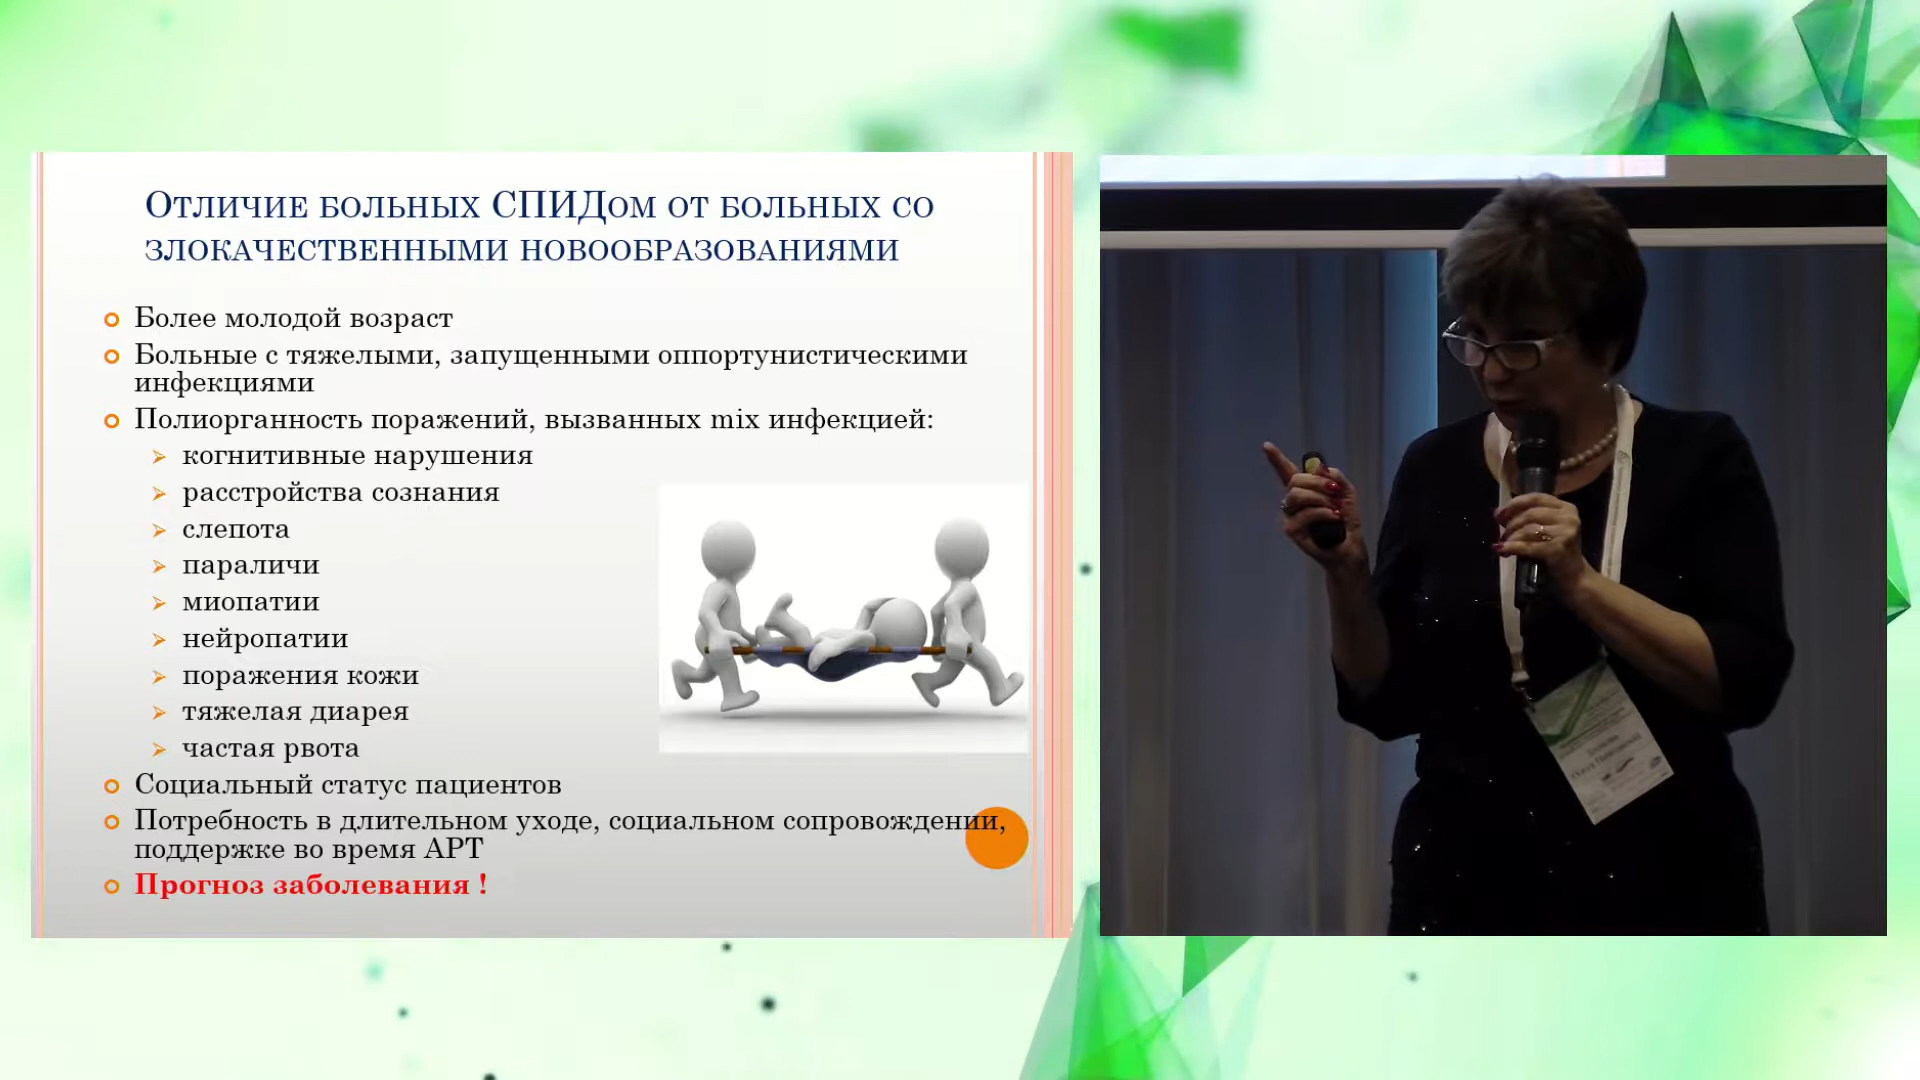 Отличие больных СПИДом от больных со
злокачественными новообразованиями
Более молодой возраст
Больные с тяжелыми, запущенными оппортунистическими
инфекциями
Полиорганность поражений, вызванных mix инфекцией:
когнитивные нарушения
расстройства сознания
слепота
параличи
миопатии
нейропатии
поражения кожи
тяжелая диарея
частая рвота
Социальный статус пациентов
Потребность в длительном уходе, социальном сопровождении,
поддержке во время АРТ
Прогноз заболевания !